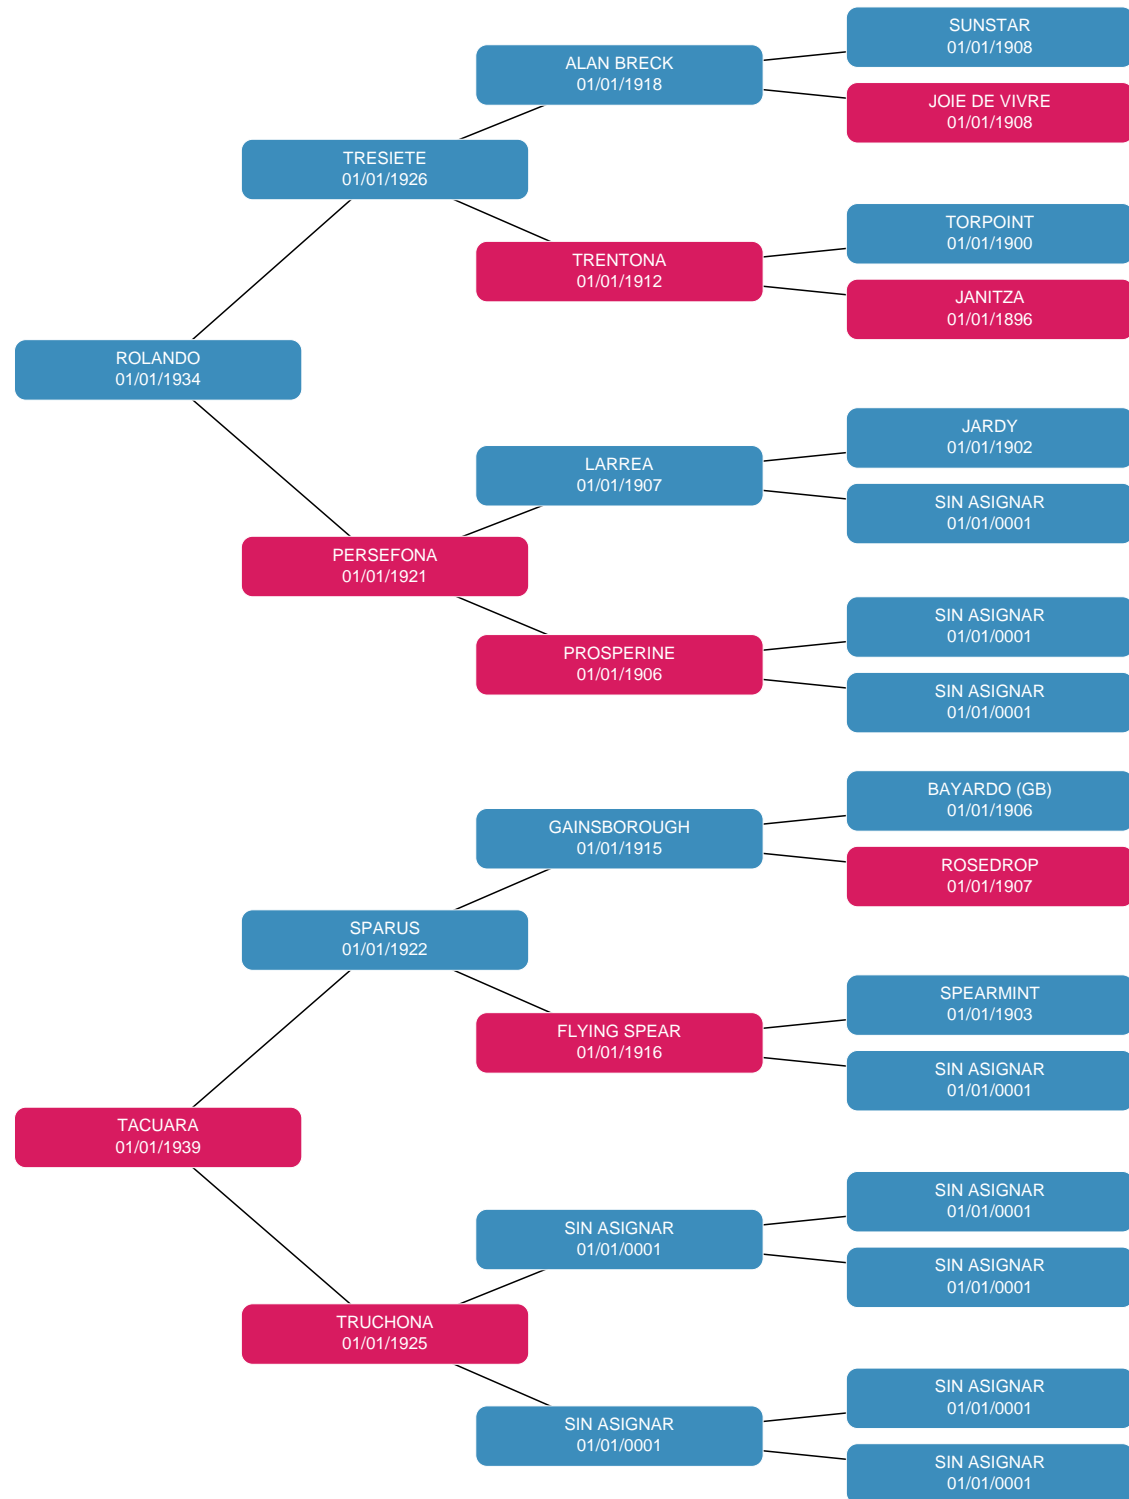 SUNSTAR
01/01/1908
ALAN BRECK
01/01/1918
JOIE DE VIVRE
01/01/1908
TRESIETE
01/01/1926
TORPOINT
01/01/1900
TRENTONA
01/01/1912
JANITZA
01/01/1896
ROLANDO
01/01/1934
JARDY
01/01/1902
LARREA
01/01/1907
SIN ASIGNAR
01/01/0001
PERSEFONA
01/01/1921
SIN ASIGNAR
01/01/0001
PROSPERINE
01/01/1906
SIN ASIGNAR
01/01/0001
BAYARDO (GB)
01/01/1906
GAINSBOROUGH
01/01/1915
ROSEDROP
01/01/1907
SPARUS
01/01/1922
SPEARMINT
01/01/1903
FLYING SPEAR
01/01/1916
SIN ASIGNAR
01/01/0001
TACUARA
01/01/1939
SIN ASIGNAR
01/01/0001
SIN ASIGNAR
01/01/0001
SIN ASIGNAR
01/01/0001
TRUCHONA
01/01/1925
SIN ASIGNAR
01/01/0001
SIN ASIGNAR
01/01/0001
SIN ASIGNAR
01/01/0001